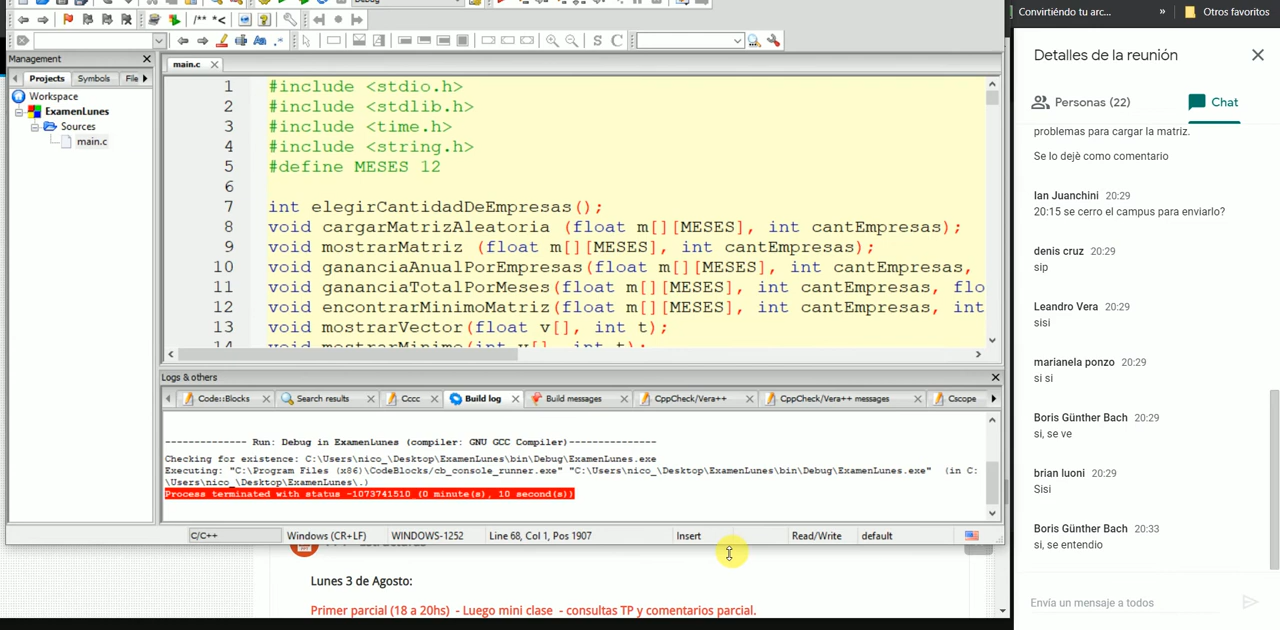 Debug
/** *<
S C
Management
Projects Symbols File
Workspace
ExamenLunes
Sources
main.c
main.c
1 #include <stdio.h>
2 #include <stdlib.h>
3 #include <time.h>
4 #include <string.h>
5 #define MESES 12
6
7 int elegirCantidadDeEmpresas();
8 void cargarMatrizAleatoria (float m[][MESES], int cantEmpresas);
9 void mostrarMatriz (float m[][MESES], int cantEmpresas);
10 void gananciaAnualPorEmpresas(float m[][MESES], int cantEmpresas,
11 void gananciaTotalPorMeses(float m[][MESES], int cantEmpresas, flo
12 void encontrarMinimoMatriz(float m[][MESES], int cantEmpresas, int
13 void mostrarVector(float v[], int t);
14 void mostrarMinimo(int v[], int t);
Logs & others
Code::Blocks Search results Cccc Build log Build messages CppCheck/Vera++ CppCheck/Vera++ messages Cscope
-------------- Run: Debug in ExamenLunes (compiler: GNU GCC Compiler)---------------
Checking for existence: C:\Users\nico_\Desktop\ExamenLunes\bin\Debug\ExamenLunes.exe
Executing: "C:\Program Files (x86)\CodeBlocks/cb_console_runner.exe" "C:\Users\nico_\Desktop\ExamenLunes\bin\Debug\ExamenLunes.exe"  (in C:
\Users\nico_\Desktop\ExamenLunes\.)
Process terminated with status -1073741510 (0 minute(s), 10 second(s))
C/C++ Windows (CR+LF) WINDOWS-1252 Line 68, Col 1, Pos 1907 Insert Read/Write default
Lunes 3 de Agosto:
Primer parcial (18 a 20hs) - Luego mini clase - consultas TP y comentarios parcial.
Convirtiéndo tu arc... » Otros favoritos
Detalles de la reunión
Personas (22) Chat
problemas para cargar la matriz.
Se lo dejè como comentario
Ian Juanchini 20:29
20:15 se cerro el campus para enviarlo?
denis cruz 20:29
sip
Leandro Vera 20:29
sisi
marianela ponzo 20:29
si si
Boris Günther Bach 20:29
si, se ve
brian luoni 20:29
Sisi
Boris Günther Bach 20:33
si, se entendio
Envía un mensaje a todos